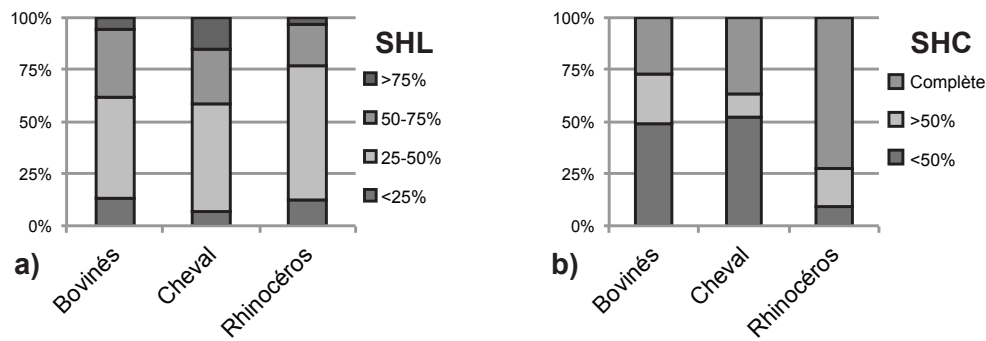 100%
75%
50%
25%
0%
SHL
>75%
50-75%
25-50%
<25%
Bovinés
Cheval
Rhinocéros
a)
100%
75%
50%
25%
0%
SHC
Complète
>50%
<50%
Bovinés
Cheval
Rhinocéros
b)